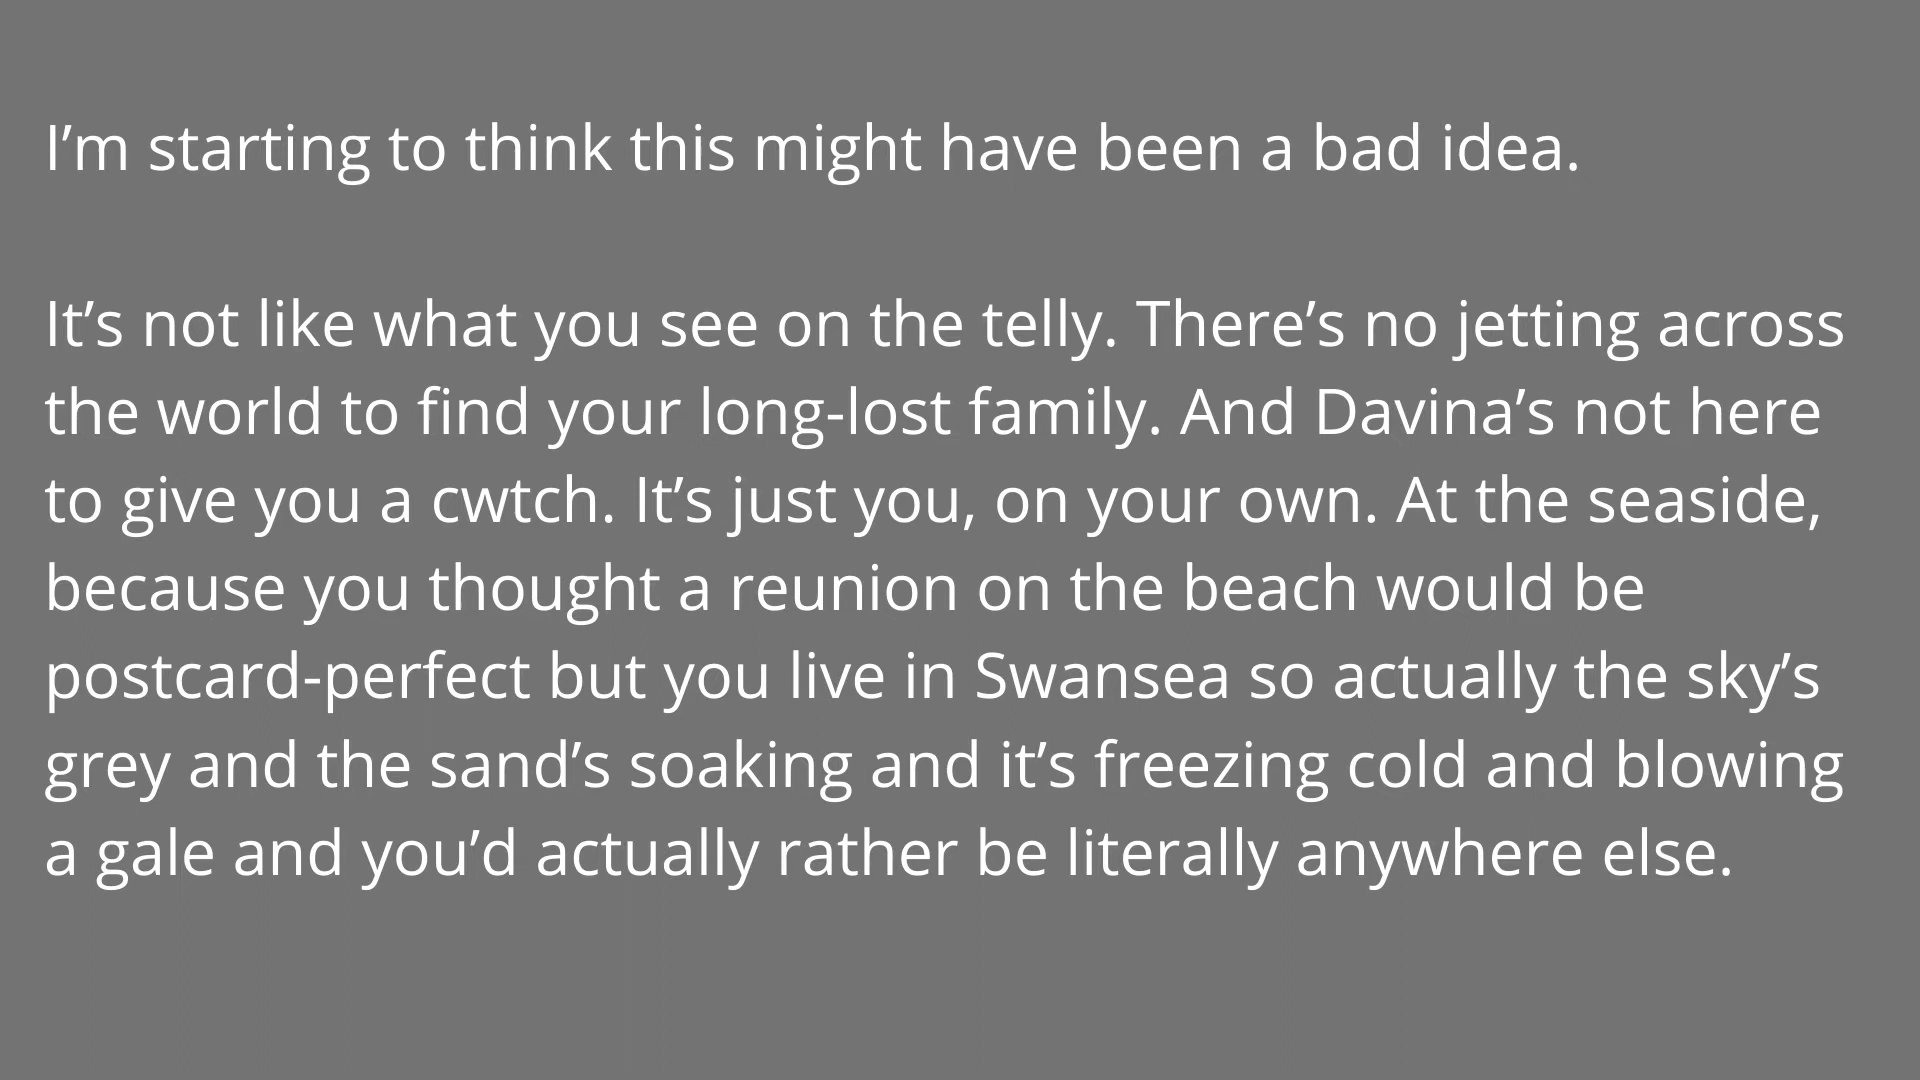 I’m starting to think this might have been a bad idea.
It’s not like what you see on the telly. There’s no jetting across
the world to find your long-lost family. And Davina’s not here
to give you a cwtch. It’s just you, on your own. At the seaside,
because you thought a reunion on the beach would be
postcard-perfect but you live in Swansea so actually the sky’s
grey and the sand’s soaking and it’s freezing cold and blowing
a gale and you’d actually rather be literally anywhere else.